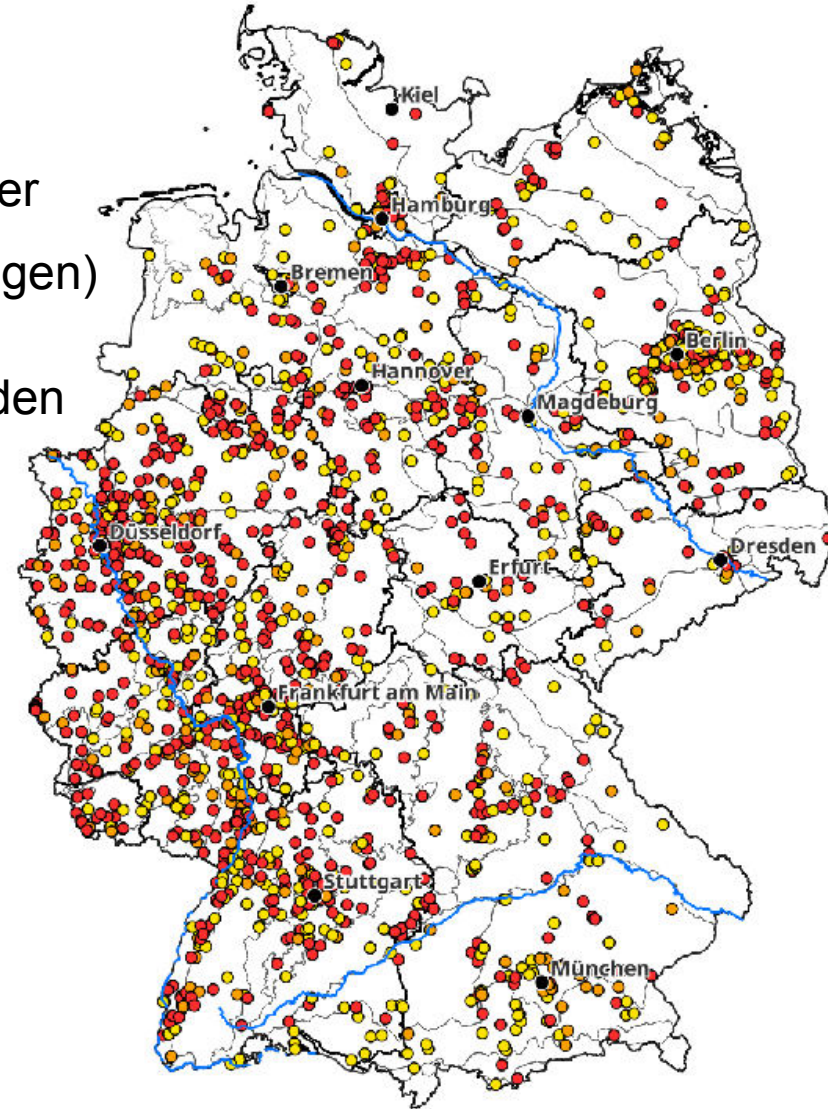 Kiel
er
Hamburg
gen)
Bremen
Berlin
Hannover
den
Magdeburg
Düsseldorf
Dresden
Erfurt
Frankfurt am Main
Stuttgart
München